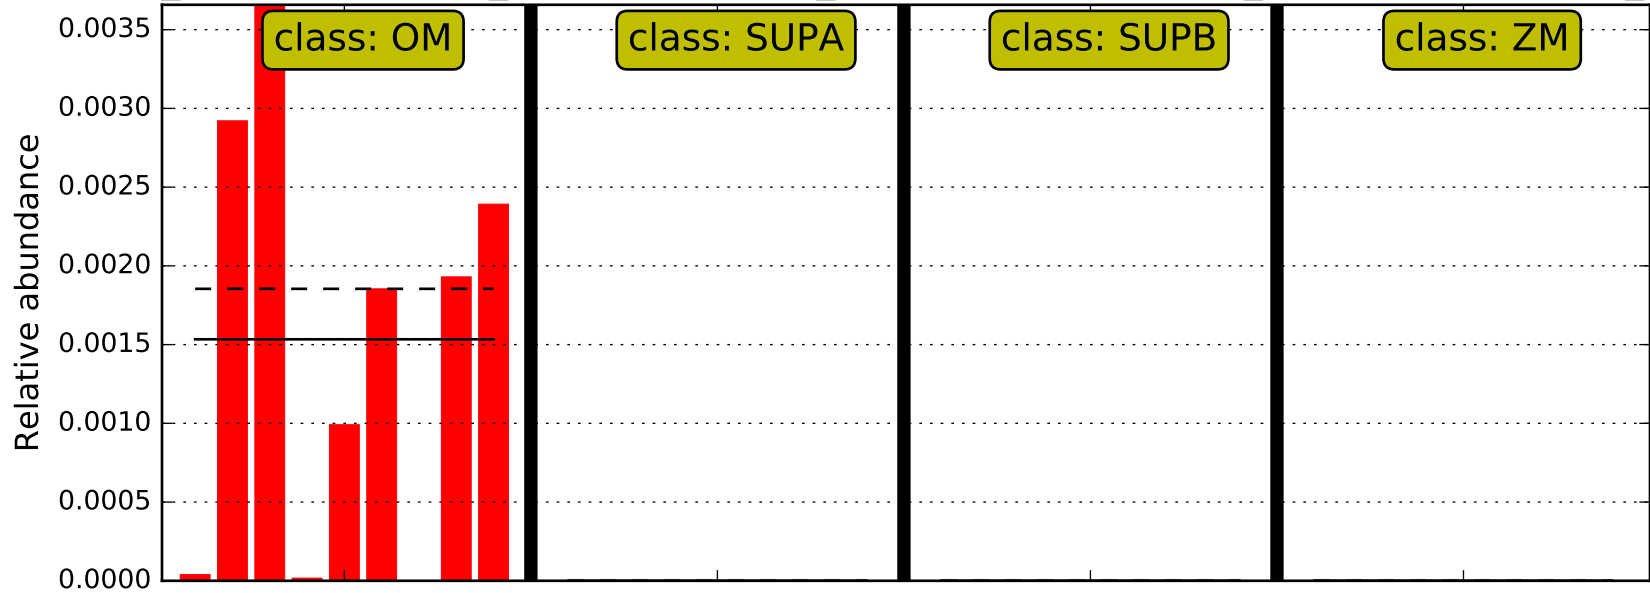 class: OM
class: SUPA
class: SUPB
class: ZM
Relative abundance
0.0035
0.0030
0.0025
0.0020
0.0015
0.0010
0.0005
0.0000